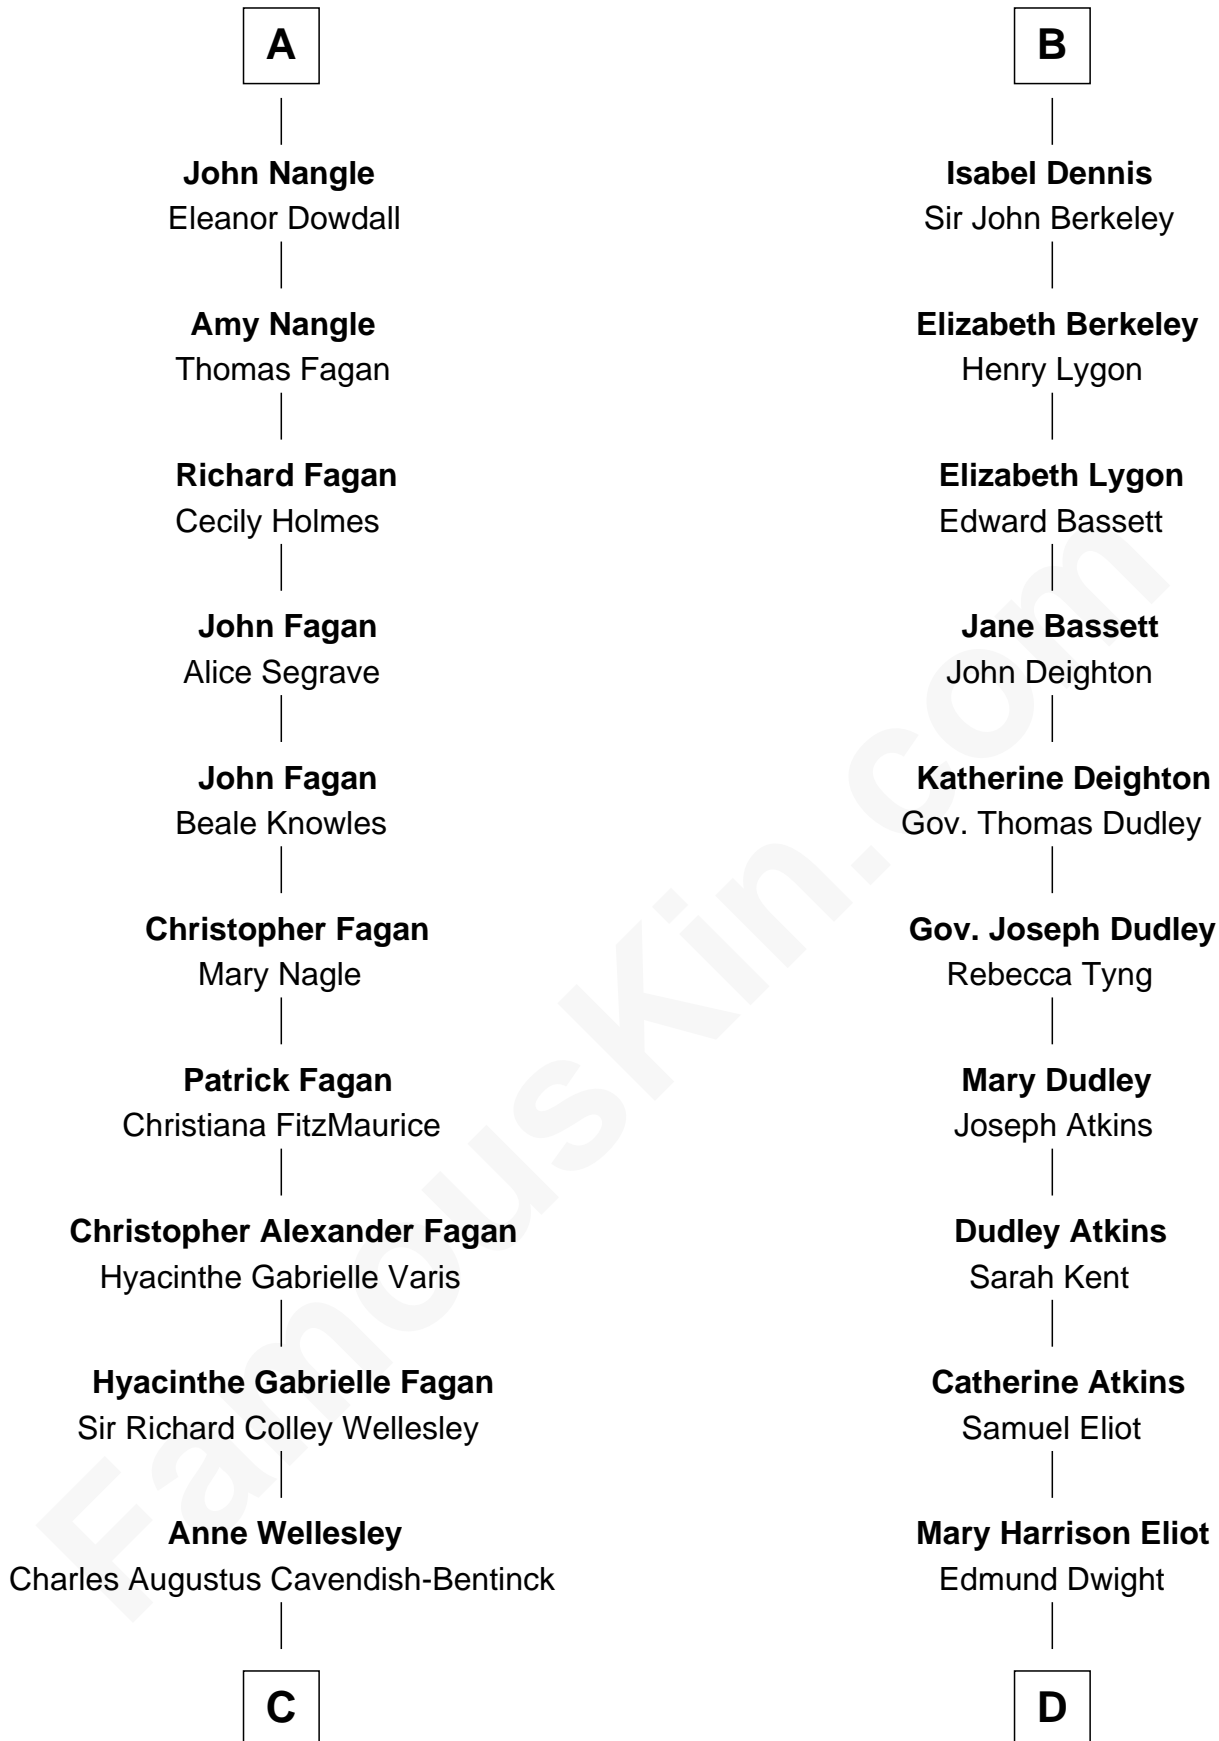 A
John Nangle
Eleanor Dowdall
Amy Nangle
Thomas Fagan
Richard Fagan
Cecily Holmes
John Fagan
Alice Segrave
John Fagan
Beale Knowles
Christopher Fagan
Mary Nagle
Patrick Fagan
Christiana FitzMaurice
Christopher Alexander Fagan
Hyacinthe Gabrielle Varis
Hyacinthe Gabrielle Fagan
Sir Richard Colley Wellesley
Anne Wellesley
Charles Augustus Cavendish-Bentinck
C
B
Isabel Dennis
Sir John Berkeley
Elizabeth Berkeley
Henry Lygon
Elizabeth Lygon
Edward Bassett
Jane Bassett
John Deighton
Katherine Deighton
Gov. Thomas Dudley
Gov. Joseph Dudley
Rebecca Tyng
Mary Dudley
Joseph Atkins
Dudley Atkins
Sarah Kent
Catherine Atkins
Samuel Eliot
Mary Harrison Eliot
Edmund Dwight
D
FamousKin.com